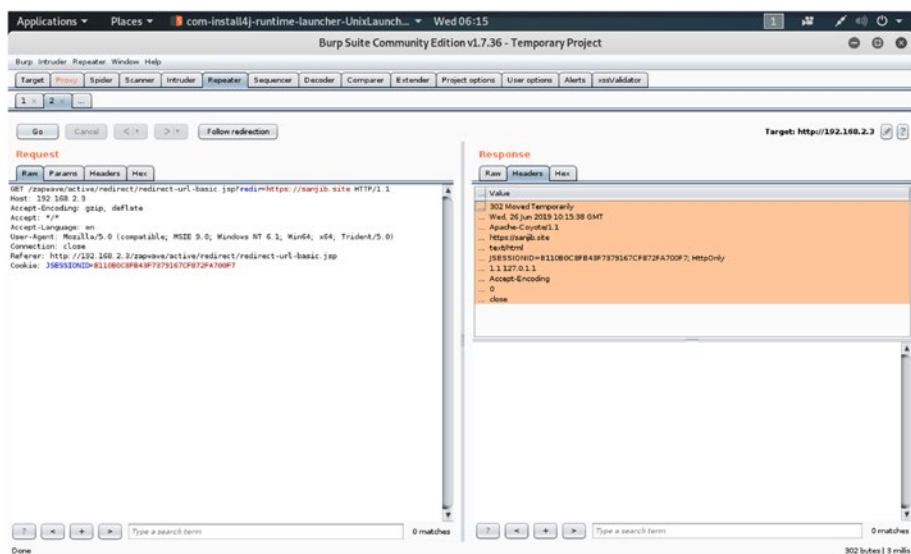 Applications Places com-install4j-runtime-launcher-UnixLaunch... Wed 06:15 1
Burp Suite Community Edition v1.7.36 - Temporary Project
Burp Intruder Repeater Window Help
Target Proxy Spider Scanner Intruder Repeater Sequencer Decoder Comparer Extender Project options User options Alerts xssValidator
1 × 2 × ...
Go Cancel < > Follow redirection Target: http://192.168.2.3 ?
Request
Raw Params Headers Hex
GET /zapwave/active/redirect/redirect-url-basic.jsp?redir=https://sanjib.site HTTP/1.1
Host: 192.168.2.3
Accept-Encoding: gzip, deflate
Accept: */*
Accept-Language: en
User-Agent: Mozilla/5.0 (compatible; MSIE 9.0; Windows NT 6.1; Win64; x64; Trident/5.0)
Connection: close
Referer: http://192.168.2.3/zapwave/active/redirect/redirect-url-basic.jsp
Cookie: JSESSIONID=B110B0C8FB43F7379167CF872FA700F7
? < + > Type a search term 0 matches
Response
Raw Headers Hex
... Value
... 302 Moved Temporarily
... Wed, 26 Jun 2019 10:15:38 GMT
... Apache-Coyote/1.1
... https://sanjib.site
... text/html
... JSESSIONID=B110B0C8FB43F7379167CF872FA700F7; HttpOnly
... 1.1 127.0.1.1
... Accept-Encoding
... 0
... close
? < + > Type a search term 0 matches
Done 302 bytes | 3 millis